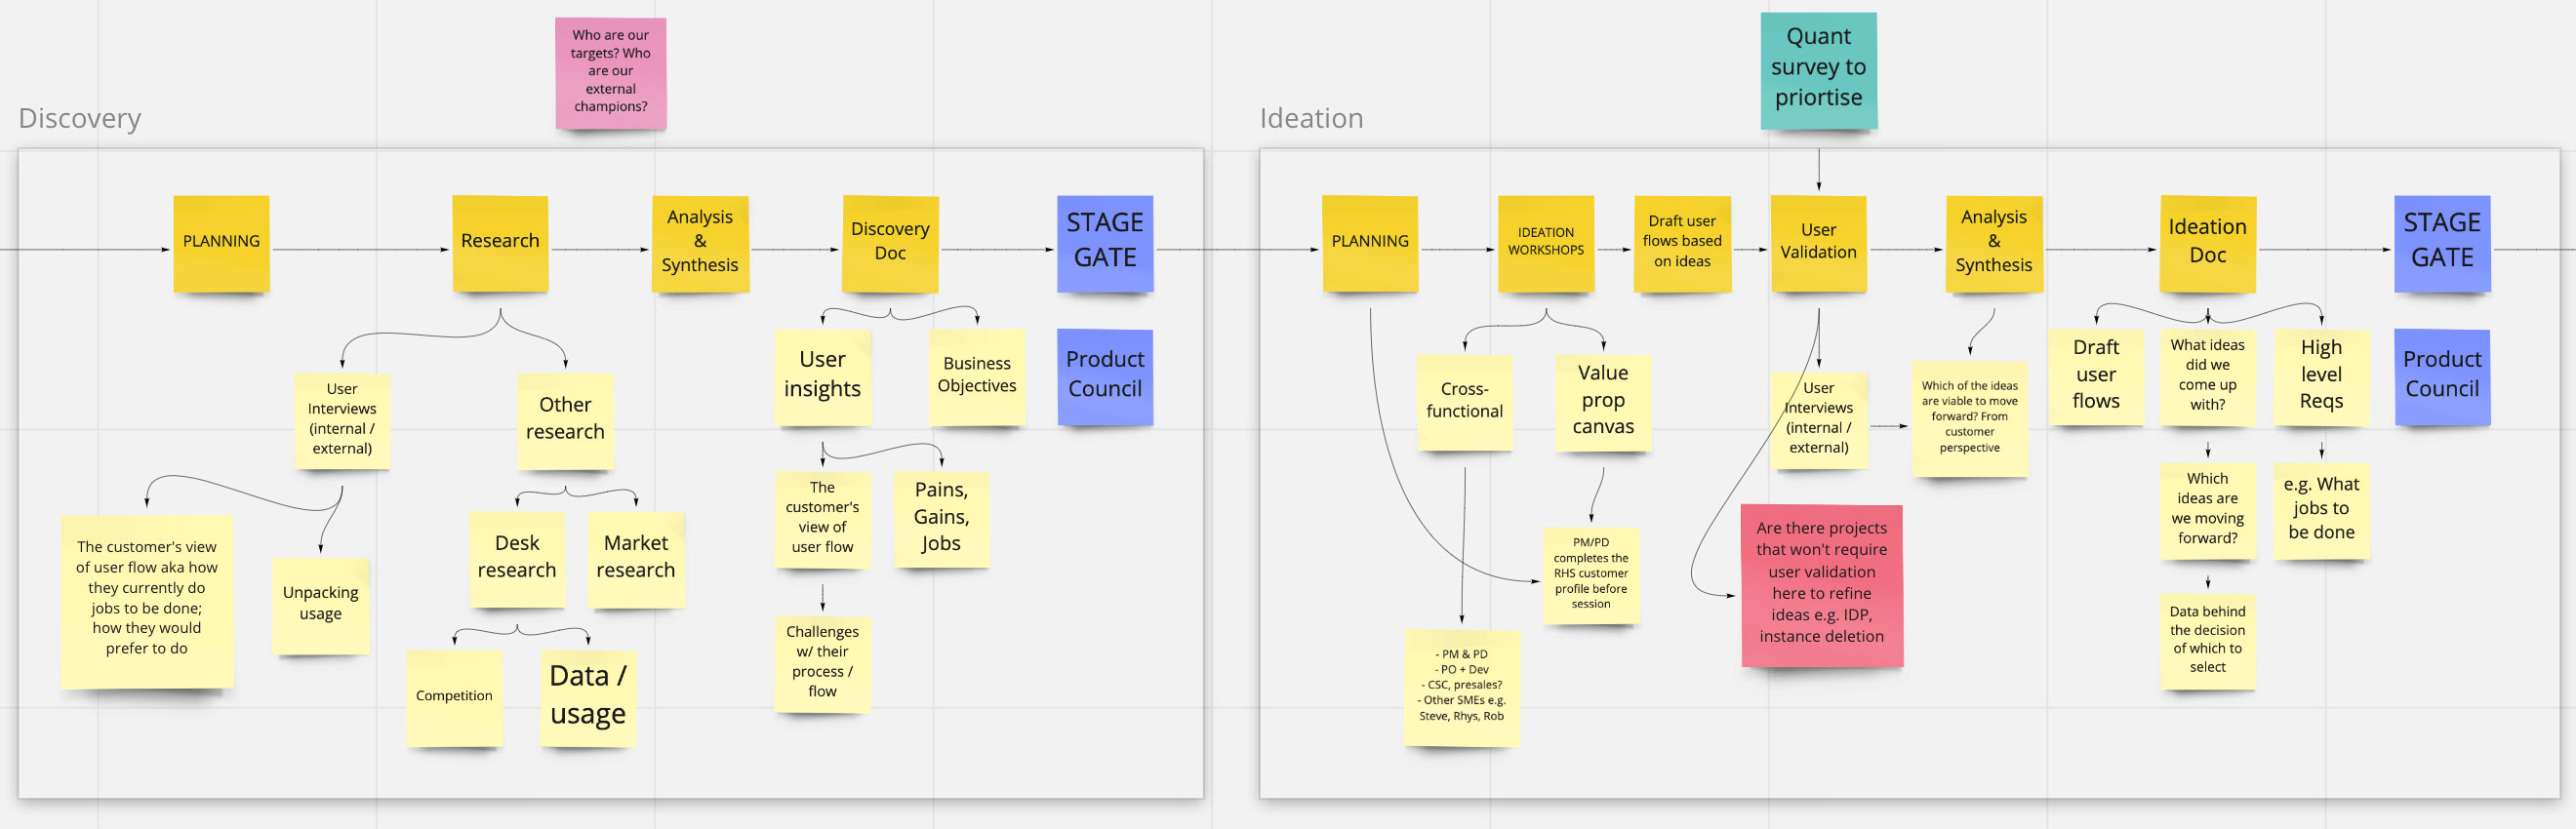 Who are our
targets? Who
are our
external
champions?
Quant
survey to
priortise
Discovery
Ideation
PLANNING
Research
Analysis
&
Synthesis
Discovery
Doc
STAGE
GATE
User
insights
Business
Objectives
Product
Council
User
Interviews
(internal /
external)
Other
research
The
customer's
view of
user flow
Pains,
Gains,
Jobs
The customer's view
of user flow aka how
they currently do
jobs to be done;
how they would
prefer to do
Unpacking
usage
Desk
research
Market
research
Challenges
w/ their
process /
flow
Competition
Data /
usage
PLANNING
IDEATION
WORKSHOPS
Draft user
flows based
on ideas
User
Validation
Analysis
&
Synthesis
Ideation
Doc
STAGE
GATE
Cross-
functional
Value
prop
canvas
User
Interviews
(internal /
external)
Which of the ideas
are viable to move
forward? From
customer
perspective
Draft
user
flows
What ideas
did we
come up
with?
High
level
Reqs
Product
Council
PM/PD
completes the
RHS customer
profile before
session
Are there projects
that won't require
user validation
here to refine
ideas e.g. IDP,
instance deletion
Which
ideas are
we moving
forward?
e.g. What
jobs to
be done
- PM & PD
- PO + Dev
- CSC, presales?
- Other SMEs e.g.
Steve, Rhys, Rob
Data behind
the decision
of which to
select